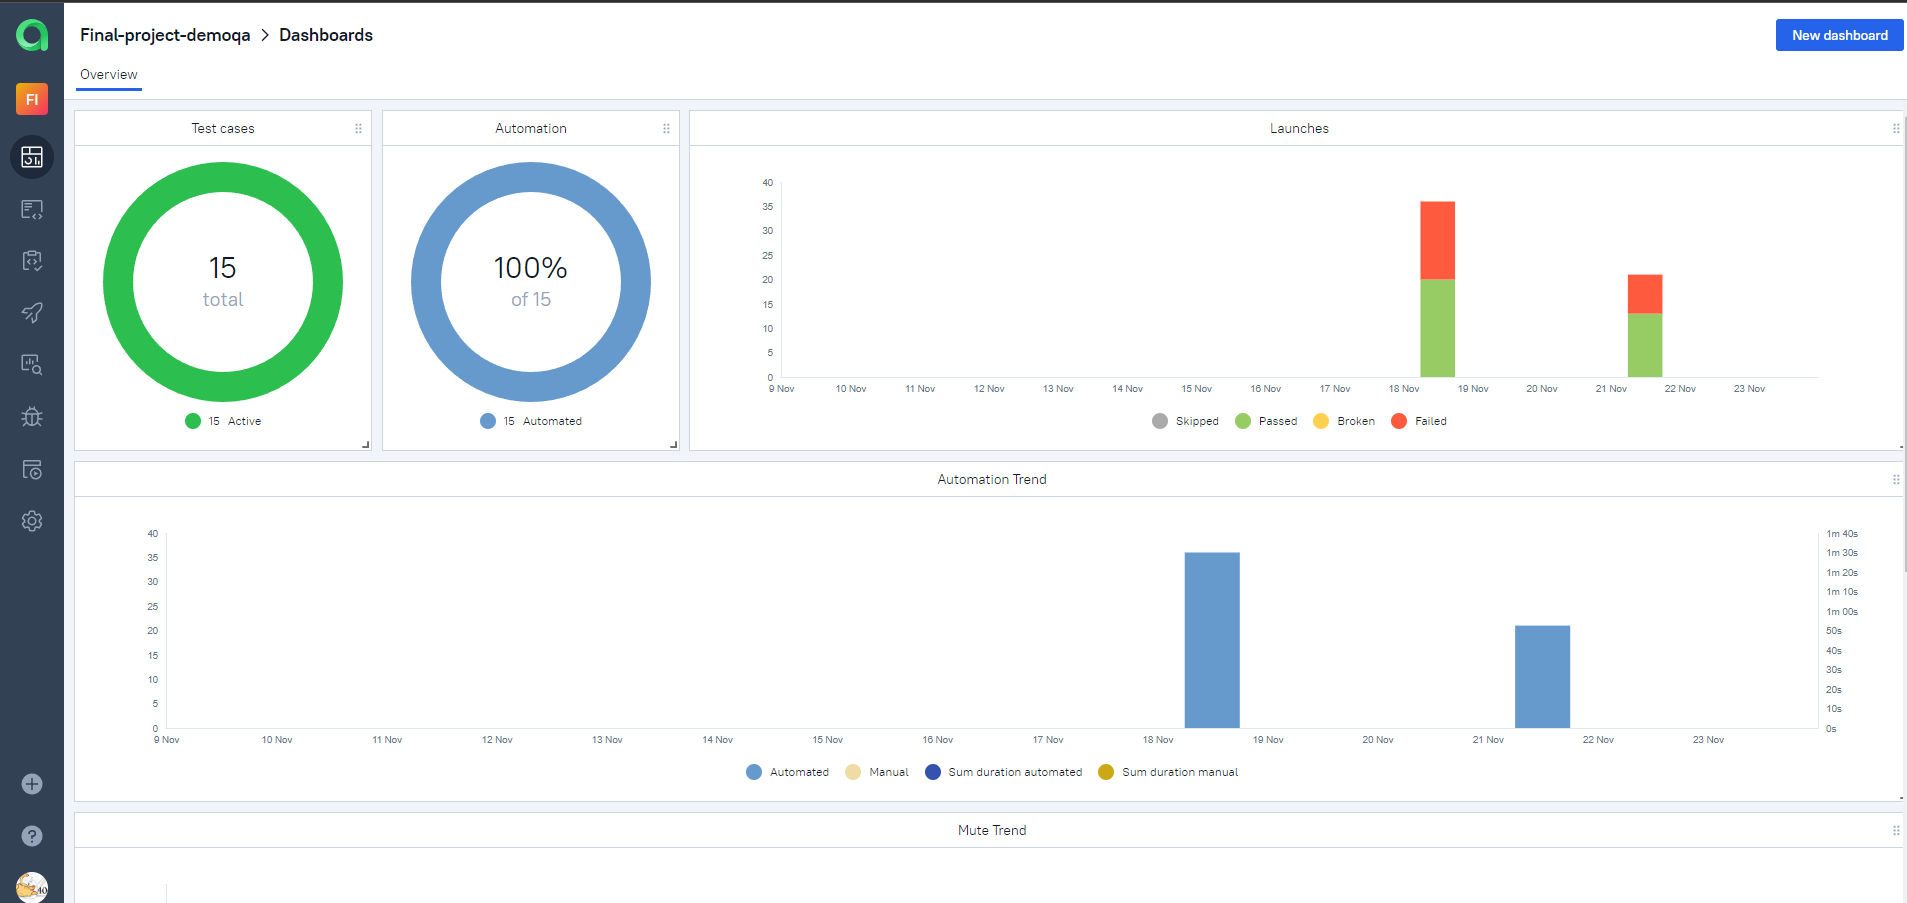 Final-project-demoqa > Dashboards
New dashboard
Overview
FI
Test cases
15
total
15 Active
Automation
100%
of 15
15 Automated
Launches
40
35
30
25
20
15
10
5
0
9 Nov 10 Nov 11 Nov 12 Nov 13 Nov 14 Nov 15 Nov 16 Nov 17 Nov 18 Nov 19 Nov 20 Nov 21 Nov 22 Nov 23 Nov
Skipped Passed Broken Failed
Automation Trend
40
35
30
25
20
15
10
5
0
1m 40s
1m 30s
1m 20s
1m 10s
1m 00s
50s
40s
30s
20s
10s
0s
9 Nov 10 Nov 11 Nov 12 Nov 13 Nov 14 Nov 15 Nov 16 Nov 17 Nov 18 Nov 19 Nov 20 Nov 21 Nov 22 Nov 23 Nov
Automated Manual Sum duration automated Sum duration manual
Mute Trend
?